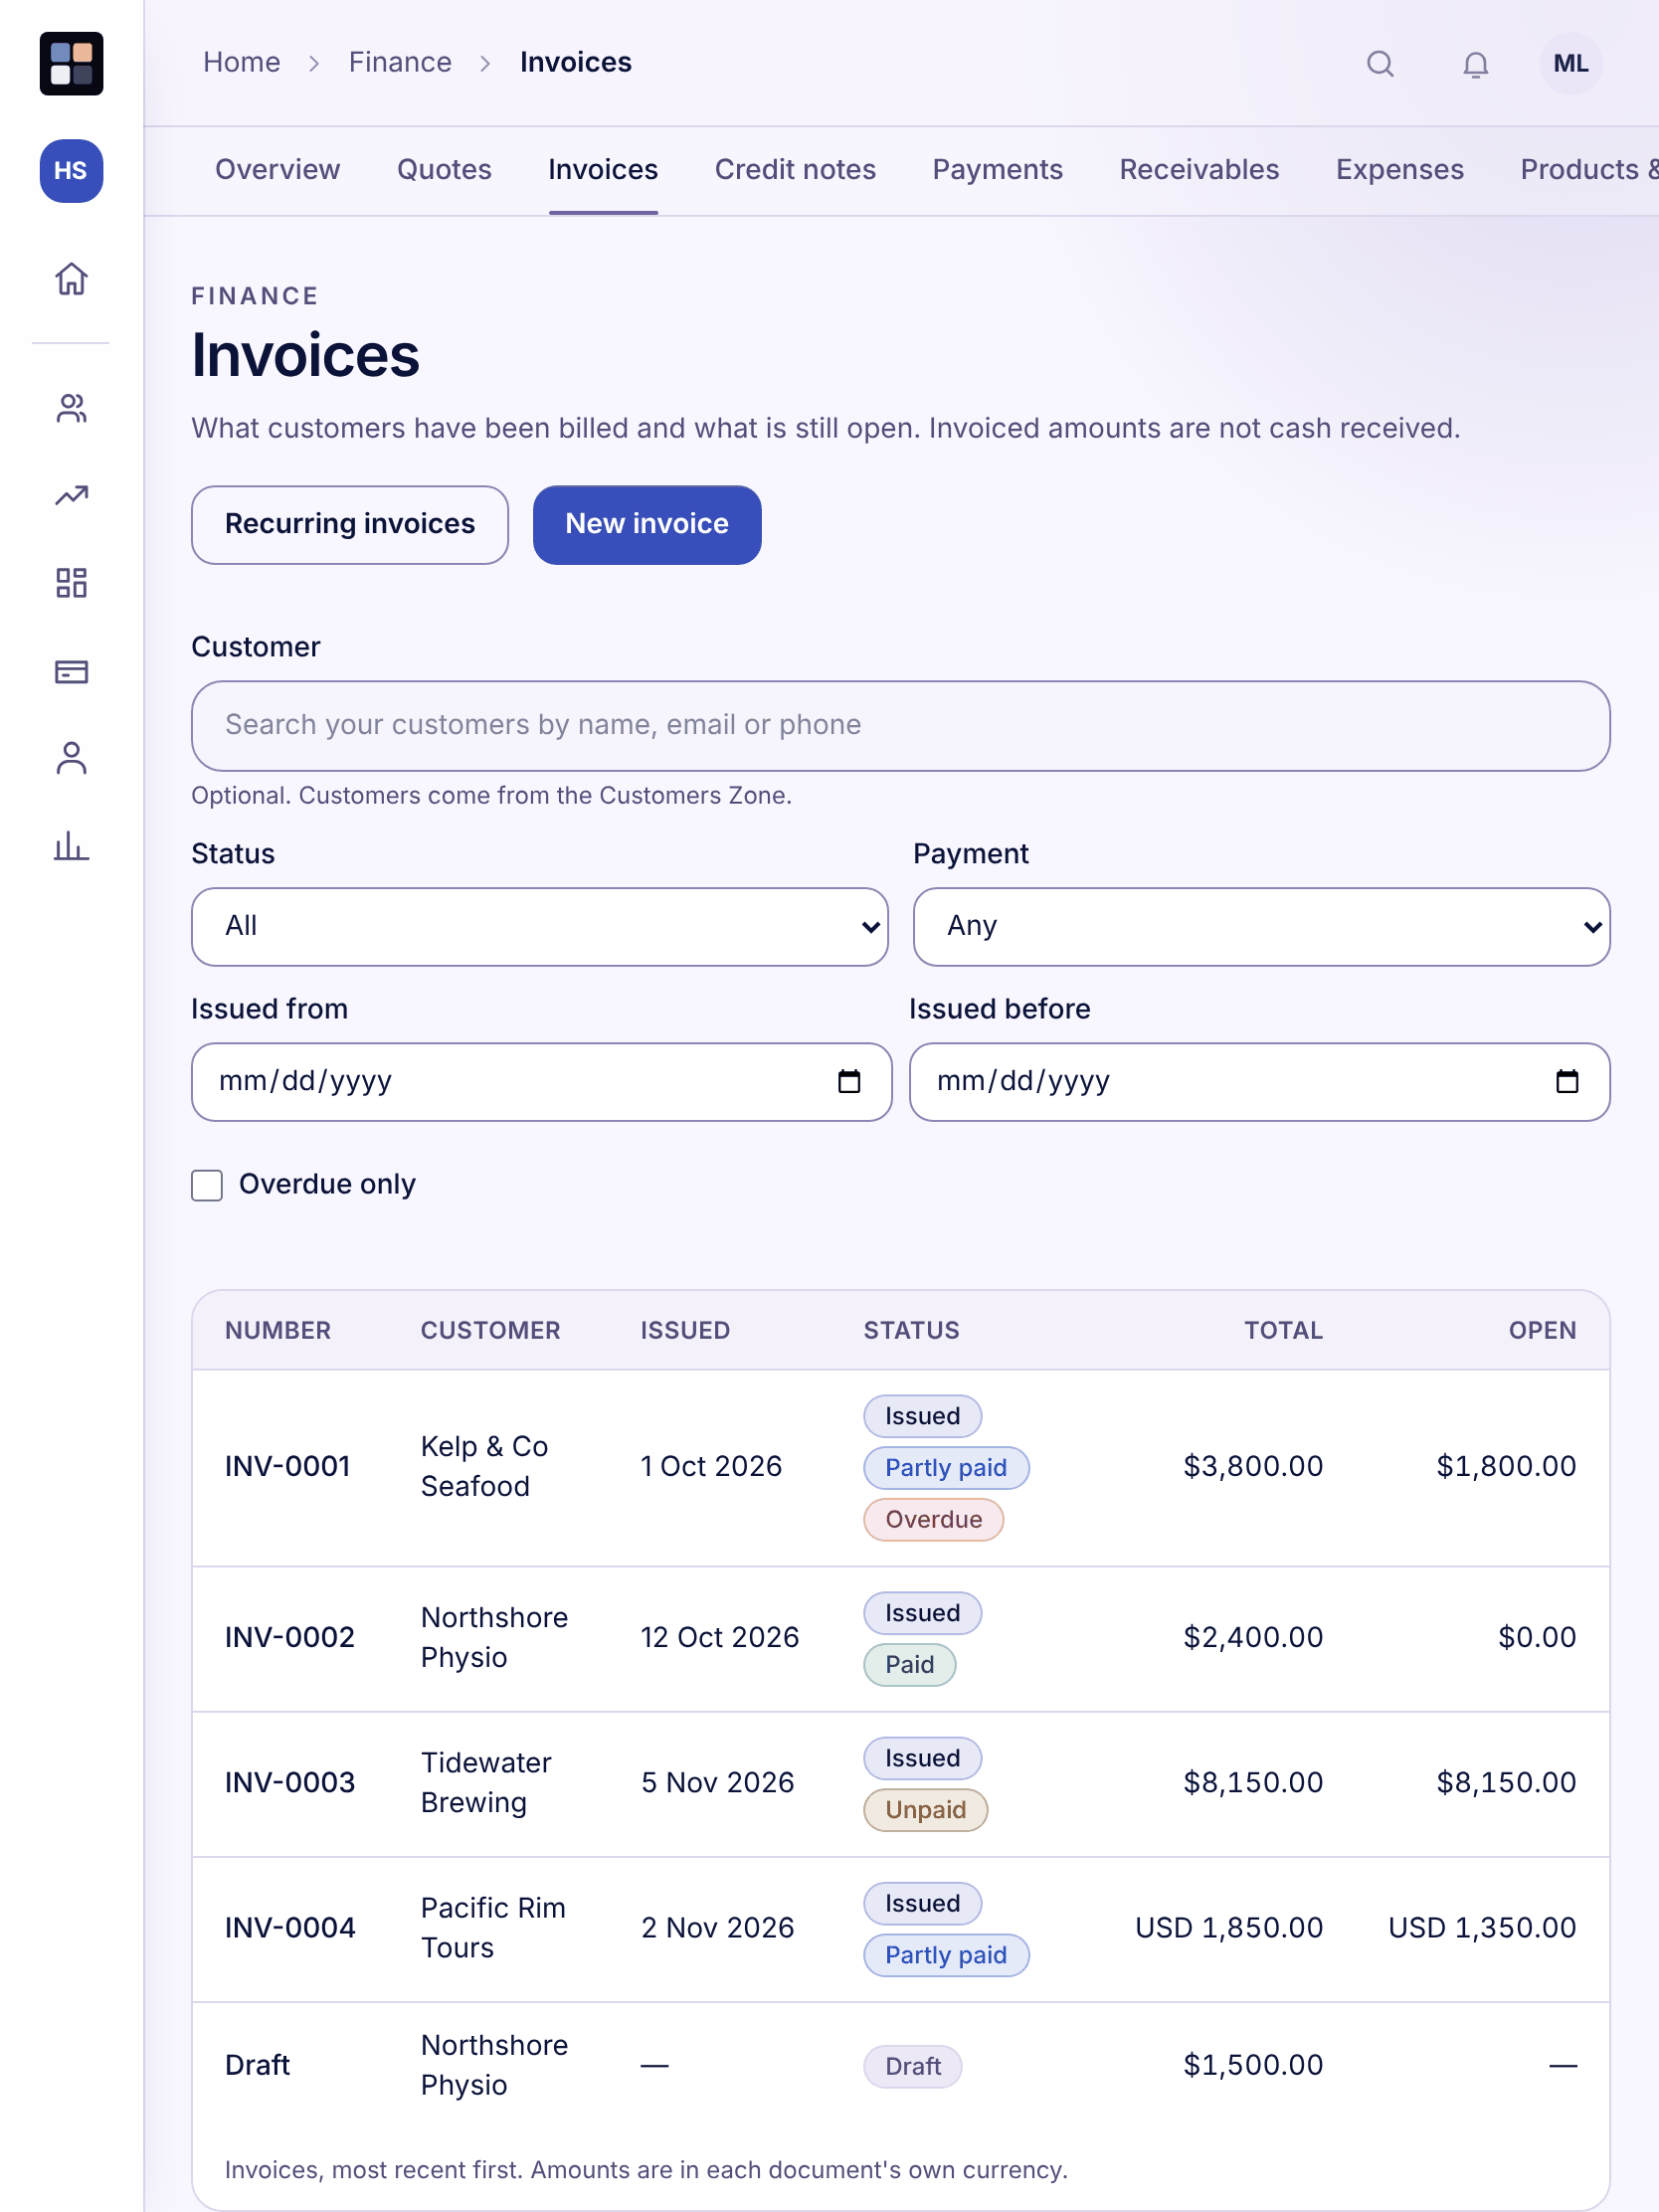 Home > Finance > Invoices
ML
HS
Overview Quotes Invoices Credit notes Payments Receivables Expenses Products &
FINANCE
Invoices
What customers have been billed and what is still open. Invoiced amounts are not cash received.
Recurring invoices New invoice
Customer
Search your customers by name, email or phone
Optional. Customers come from the Customers Zone.
Status Payment
All Any
Issued from Issued before
mm/dd/yyyy mm/dd/yyyy
Overdue only
NUMBER CUSTOMER ISSUED STATUS TOTAL OPEN
INV-0001 Kelp & Co Seafood 1 Oct 2026 Issued Partly paid Overdue $3,800.00 $1,800.00
INV-0002 Northshore Physio 12 Oct 2026 Issued Paid $2,400.00 $0.00
INV-0003 Tidewater Brewing 5 Nov 2026 Issued Unpaid $8,150.00 $8,150.00
INV-0004 Pacific Rim Tours 2 Nov 2026 Issued Partly paid USD 1,850.00 USD 1,350.00
Draft Northshore Physio — Draft $1,500.00 —
Invoices, most recent first. Amounts are in each document's own currency.